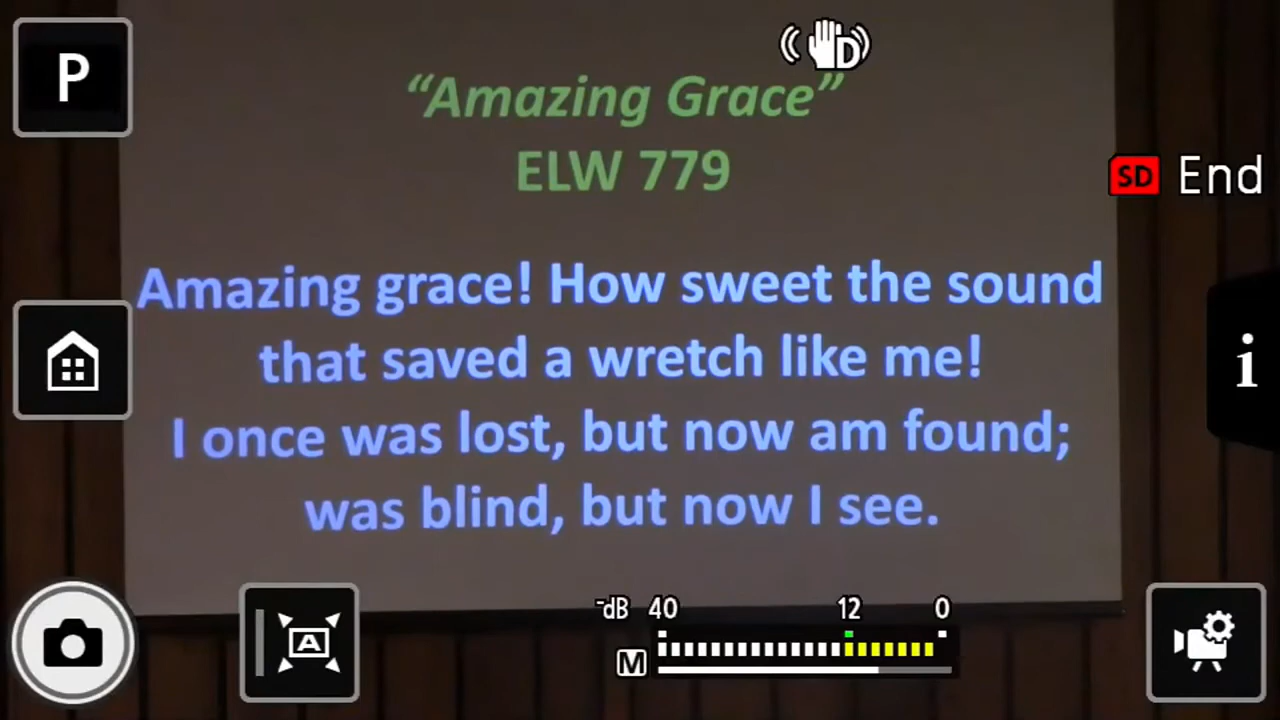 P
D
“Amazing Grace”
ELW 779
SD End
Amazing grace! How sweet the sound
that saved a wretch like me!
I once was lost, but now am found;
was blind, but now I see.
i
A
-dB 40 12 0
M